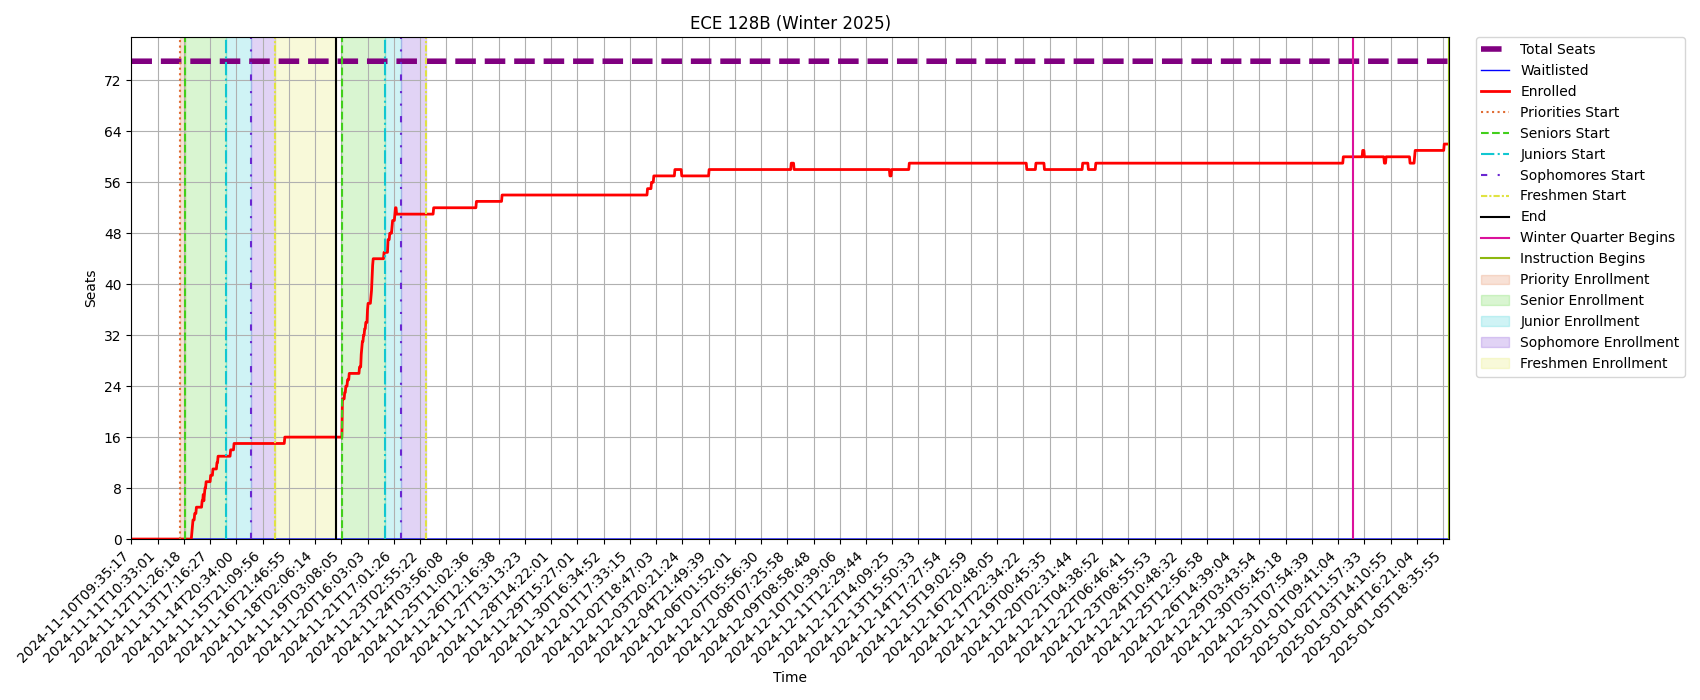 ECE 128B (Winter 2025)
Seats
72
64
56
48
40
32
24
16
8
0
2024-11-10T09:35:17
2024-11-11T10:33:01
2024-11-12T11:26:18
2024-11-13T17:16:27
2024-11-14T20:34:00
2024-11-15T21:09:56
2024-11-16T21:46:55
2024-11-18T02:06:14
2024-11-19T03:08:05
2024-11-20T16:03:03
2024-11-21T17:01:26
2024-11-23T02:55:22
2024-11-24T03:56:08
2024-11-25T11:02:36
2024-11-26T12:16:38
2024-11-27T13:13:23
2024-11-28T14:22:01
2024-11-29T15:27:01
2024-11-30T16:34:52
2024-12-01T17:33:15
2024-12-02T18:47:03
2024-12-03T20:21:24
2024-12-04T21:49:39
2024-12-06T01:52:01
2024-12-07T05:56:30
2024-12-08T07:25:58
2024-12-09T08:58:48
2024-12-10T10:39:06
2024-12-11T12:29:44
2024-12-12T14:09:25
2024-12-13T15:50:33
2024-12-14T17:27:54
2024-12-15T19:02:59
2024-12-16T20:48:05
2024-12-17T22:34:22
2024-12-19T00:45:35
2024-12-20T02:31:44
2024-12-21T04:38:52
2024-12-22T06:46:41
2024-12-23T08:55:53
2024-12-24T10:48:32
2024-12-25T12:56:58
2024-12-26T14:39:04
2024-12-29T03:43:54
2024-12-30T05:45:18
2024-12-31T07:54:39
2025-01-01T09:41:04
2025-01-02T11:57:33
2025-01-03T14:10:55
2025-01-04T16:21:04
2025-01-05T18:35:55
Time
Total Seats
Waitlisted
Enrolled
Priorities Start
Seniors Start
Juniors Start
Sophomores Start
Freshmen Start
End
Winter Quarter Begins
Instruction Begins
Priority Enrollment
Senior Enrollment
Junior Enrollment
Sophomore Enrollment
Freshmen Enrollment